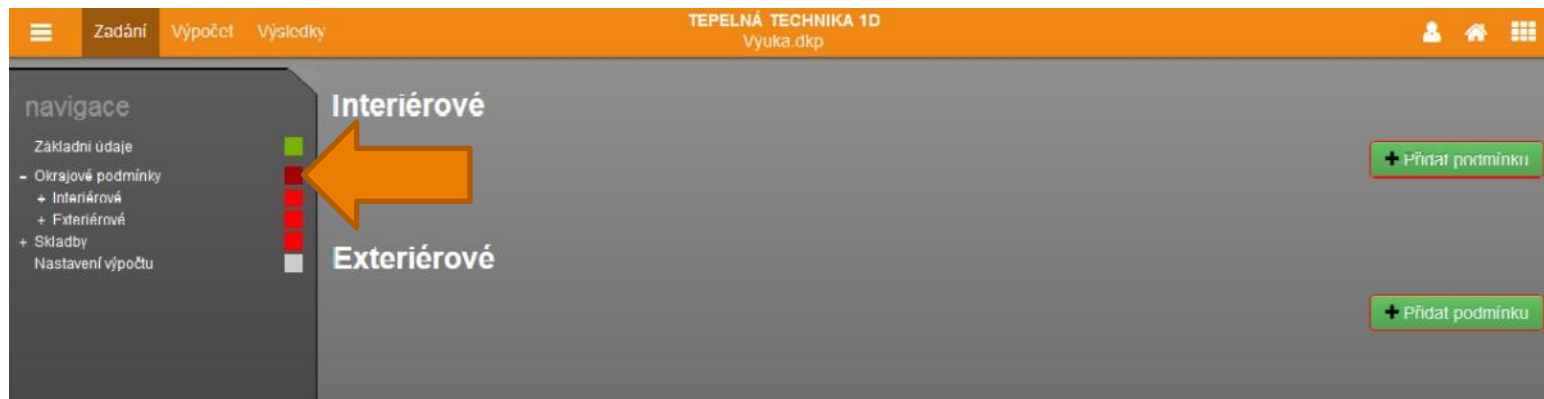 Zadání Výpočet Výsledky
TEPELNÁ TECHNIKA 1D
Výuka.dkp
navigace
Základní údaje
- Okrajové podmínky
+ Interiérové
+ Exteriérové
+ Skladby
Nastavení výpočtu
Interiérové
+ Přidat podmínku
Exteriérové
+ Přidat podmínku